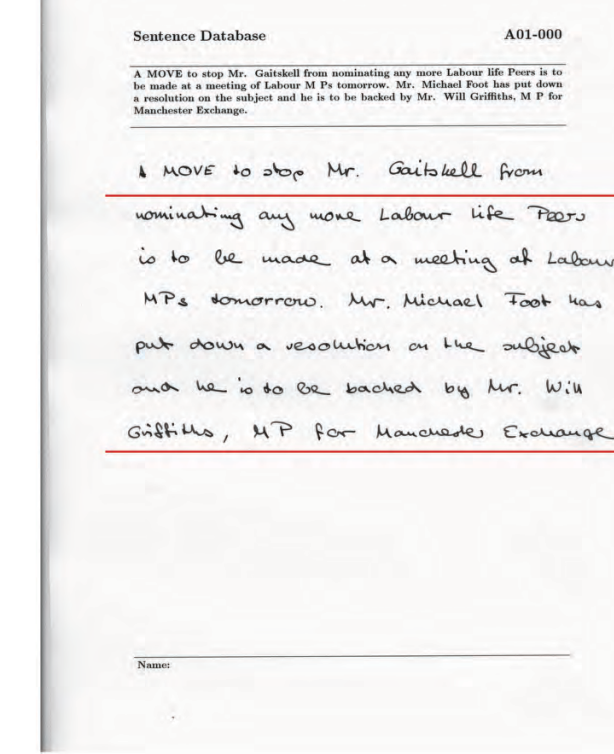 Sentence Database A01-000
A MOVE to stop Mr. Gaitskell from nominating any more Labour life Peers is to
be made at a meeting of Labour M Ps tomorrow. Mr. Michael Foot has put down
a resolution on the subject and he is to be backed by Mr. Will Griffiths, M P for
Manchester Exchange.
A MOVE to stop Mr. Gaitskell from
nominating any more Labour life Peers
is to be made at a meeting of Labour
MPs tomorrow. Mr. Michael Foot has
put down a resolution on the subject
and he is to be backed by Mr. Will
Griffiths, MP for Manchester Exchange
Name: